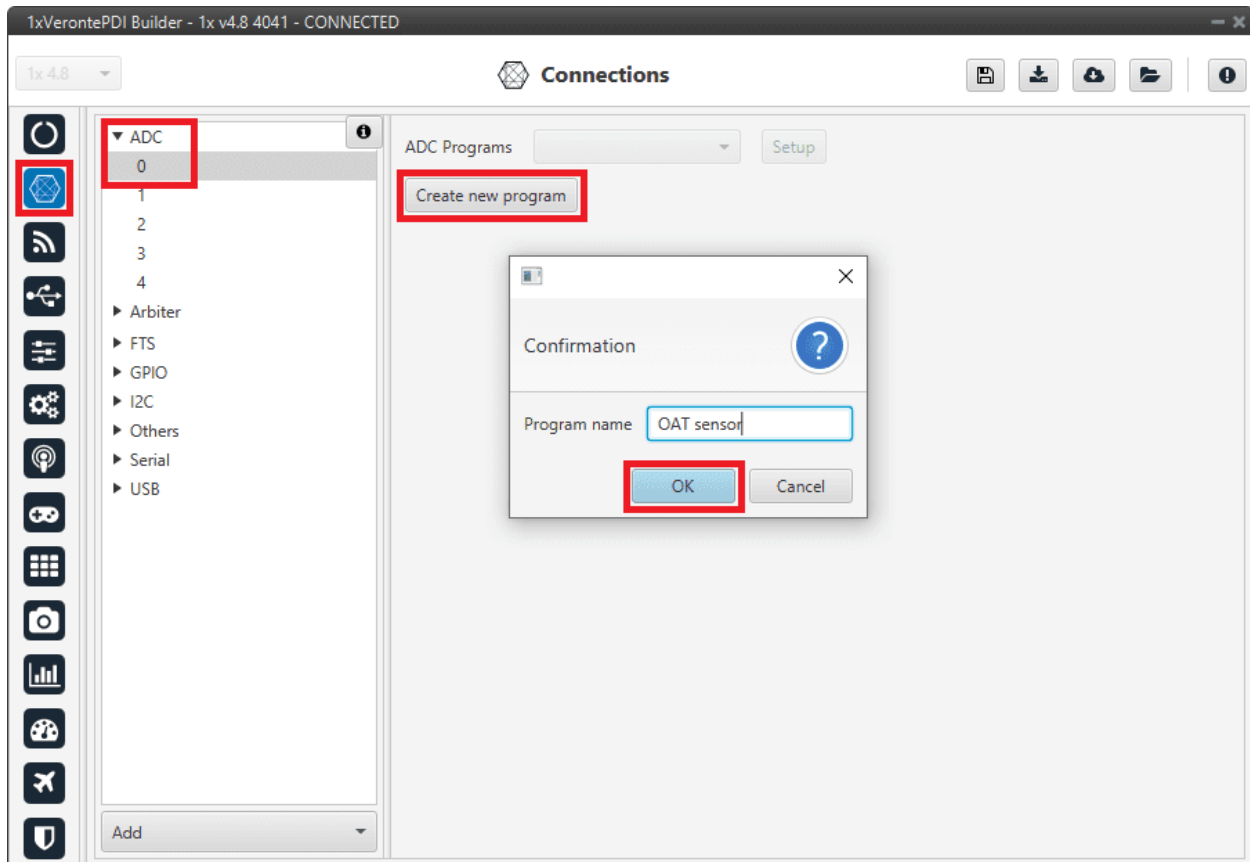 1xVerontePDI Builder - 1x v4.8 4041 - CONNECTED
1x 4.8
Connections
ADC
0
1
2
3
4
Arbiter
FTS
GPIO
I2C
Others
Serial
USB
Add
ADC Programs
Setup
Create new program
Confirmation
Program name
OAT sensor
OK
Cancel